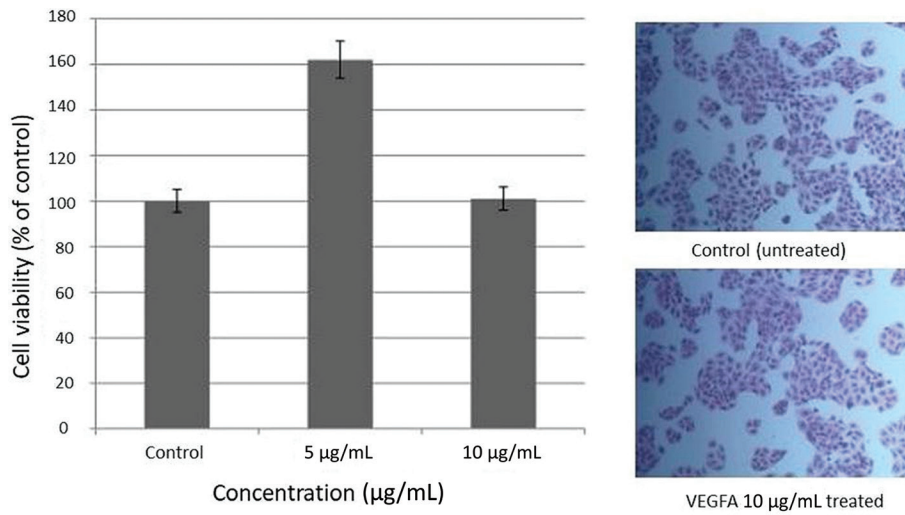 180
160
140
120
100
80
60
40
20
0
Cell viability (% of control)
Control
5 µg/mL
10 µg/mL
Concentration (µg/mL)
Control (untreated)
VEGFA 10 µg/mL treated